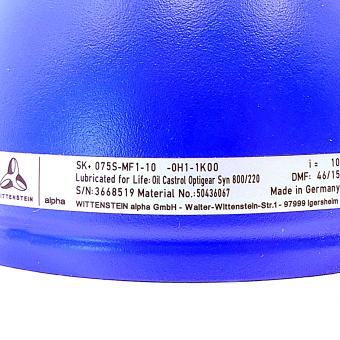 SK+ 075S-MF1-10 -0H1-1K00 i = 10
Lubricated for Life: Oil Castrol Optigear Syn 800/220 DMF: 46/15
S/N: 3668519 Material No.: 50436067 Made in Germany
WITTENSTEIN alpha WITTENSTEIN alpha GmbH - Walter-Wittenstein-Str.1 - 97999 Igersheim